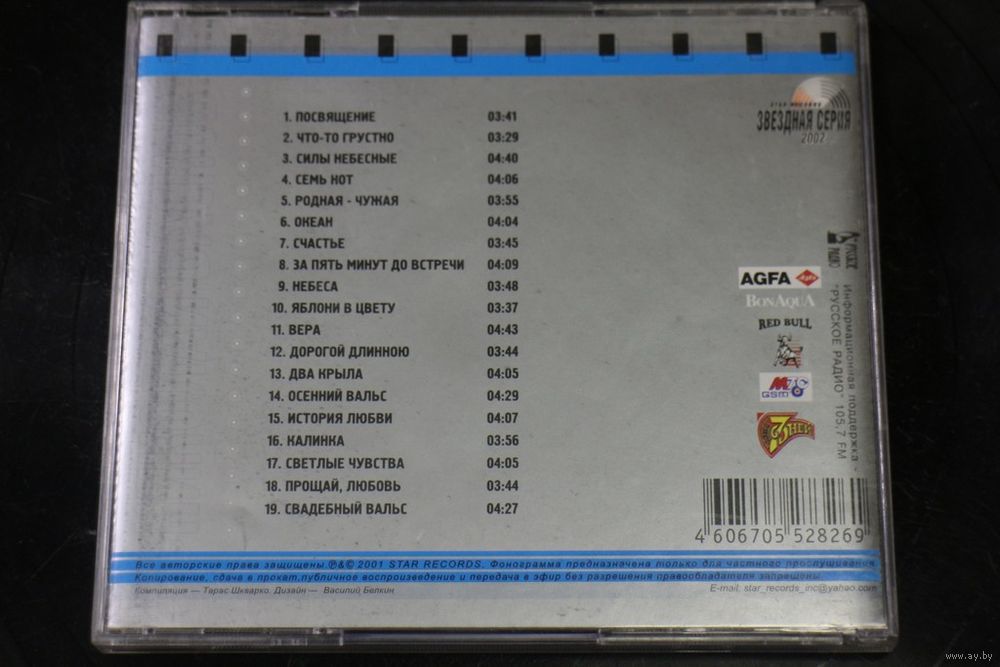 1. ПОСВЯЩЕНИЕ 03:41
2. ЧТО-ТО ГРУСТНО 03:29
3. СИЛЫ НЕБЕСНЫЕ 04:40
4. СЕМЬ НОТ 04:06
5. РОДНАЯ - ЧУЖАЯ 03:55
6. ОКЕАН 04:04
7. СЧАСТЬЕ 03:45
8. ЗА ПЯТЬ МИНУТ ДО ВСТРЕЧИ 04:09
9. НЕБЕСА 03:48
10. ЯБЛОНИ В ЦВЕТУ 03:37
11. ВЕРА 04:43
12. ДОРОГОЙ ДЛИННОЮ 03:44
13. ДВА КРЫЛА 04:05
14. ОСЕННИЙ ВАЛЬС 04:29
15. ИСТОРИЯ ЛЮБВИ 04:07
16. КАЛИНКА 03:56
17. СВЕТЛЫЕ ЧУВСТВА 04:05
18. ПРОЩАЙ, ЛЮБОВЬ 03:44
19. СВАДЕБНЫЙ ВАЛЬС 04:27
STAR RECORDS
ЗВЕЗДНАЯ СЕРИЯ
2002
РУССКОЕ
РАДИО
Информационная поддержка -
"РУССКОЕ РАДИО" 105,7 FM
AGFA
BONAQUA
RED BULL
GSM
7 ДНЕЙ
4 606705 528269
Все авторские права защищены. ℗&© 2001 STAR RECORDS. Фонограмма предназначена только для частного прослушивания.
Копирование, сдача в прокат, публичное воспроизведение и передача в эфир без разрешения правообладателя запрещены.
Компиляция — Тарас Шкварко. Дизайн — Василий Белкин
E-mail: star_records_inc@yahoo.com
www.ay.by